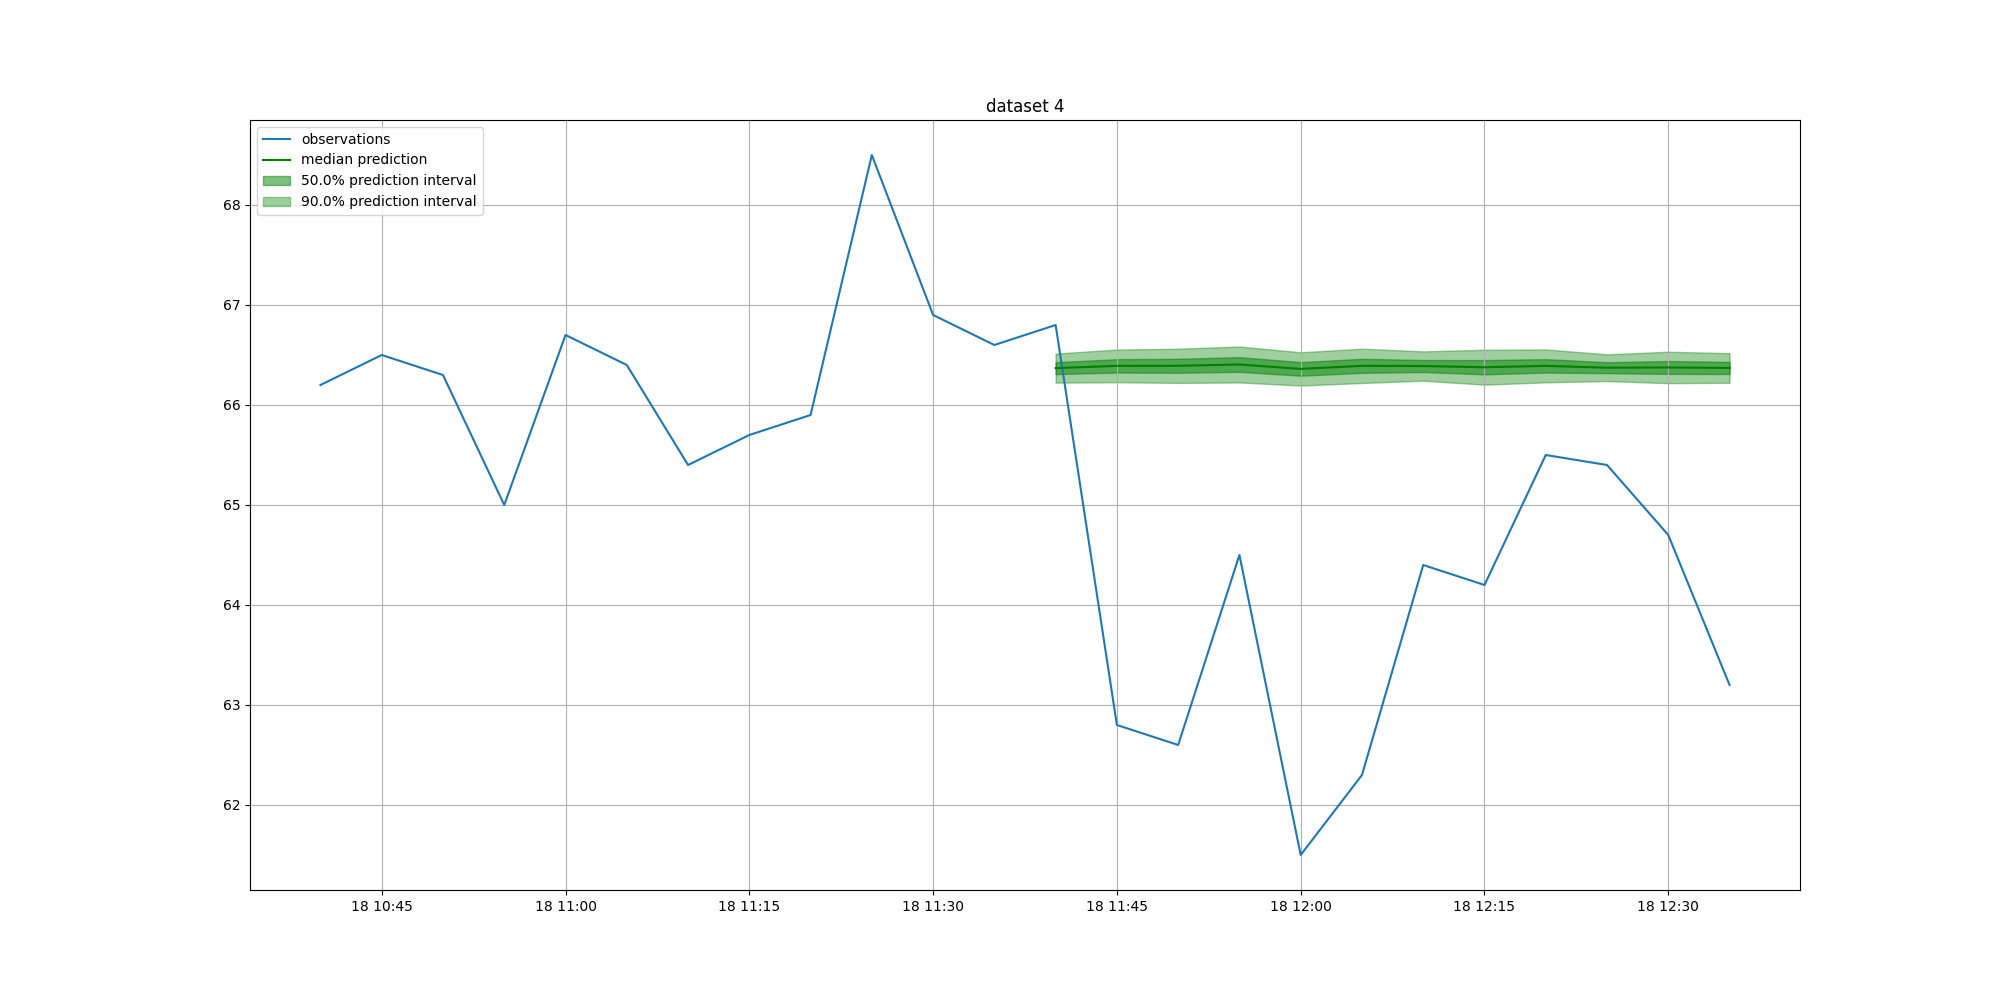 dataset 4
observations
median prediction
50.0% prediction interval
90.0% prediction interval
68
67
66
65
64
63
62
18 10:45 18 11:00 18 11:15 18 11:30 18 11:45 18 12:00 18 12:15 18 12:30